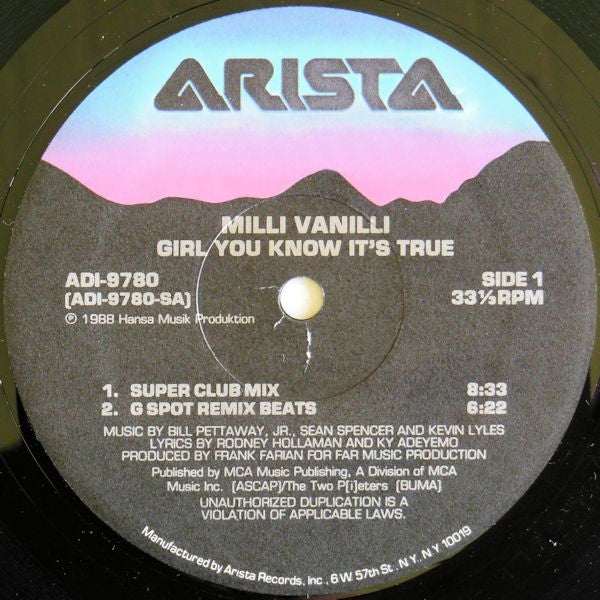 ARISTA
MILLI VANILLI
GIRL YOU KNOW IT'S TRUE
ADI-9780
(ADI-9780-SA)
℗ 1988 Hansa Musik Produktion
SIDE 1
33⅓ RPM
1. SUPER CLUB MIX 8:33
2. G SPOT REMIX BEATS 6:22
MUSIC BY BILL PETTAWAY, JR., SEAN SPENCER AND KEVIN LYLES
LYRICS BY RODNEY HOLLAMAN AND KY ADEYEMO
PRODUCED BY FRANK FARIAN FOR FAR MUSIC PRODUCTION
Published by MCA Music Publishing, A Division of MCA
Music Inc. (ASCAP)/The Two P[i]eters (BUMA)
UNAUTHORIZED DUPLICATION IS A
VIOLATION OF APPLICABLE LAWS.
Manufactured by Arista Records, Inc., 6 W. 57th St., N.Y., N.Y. 10019